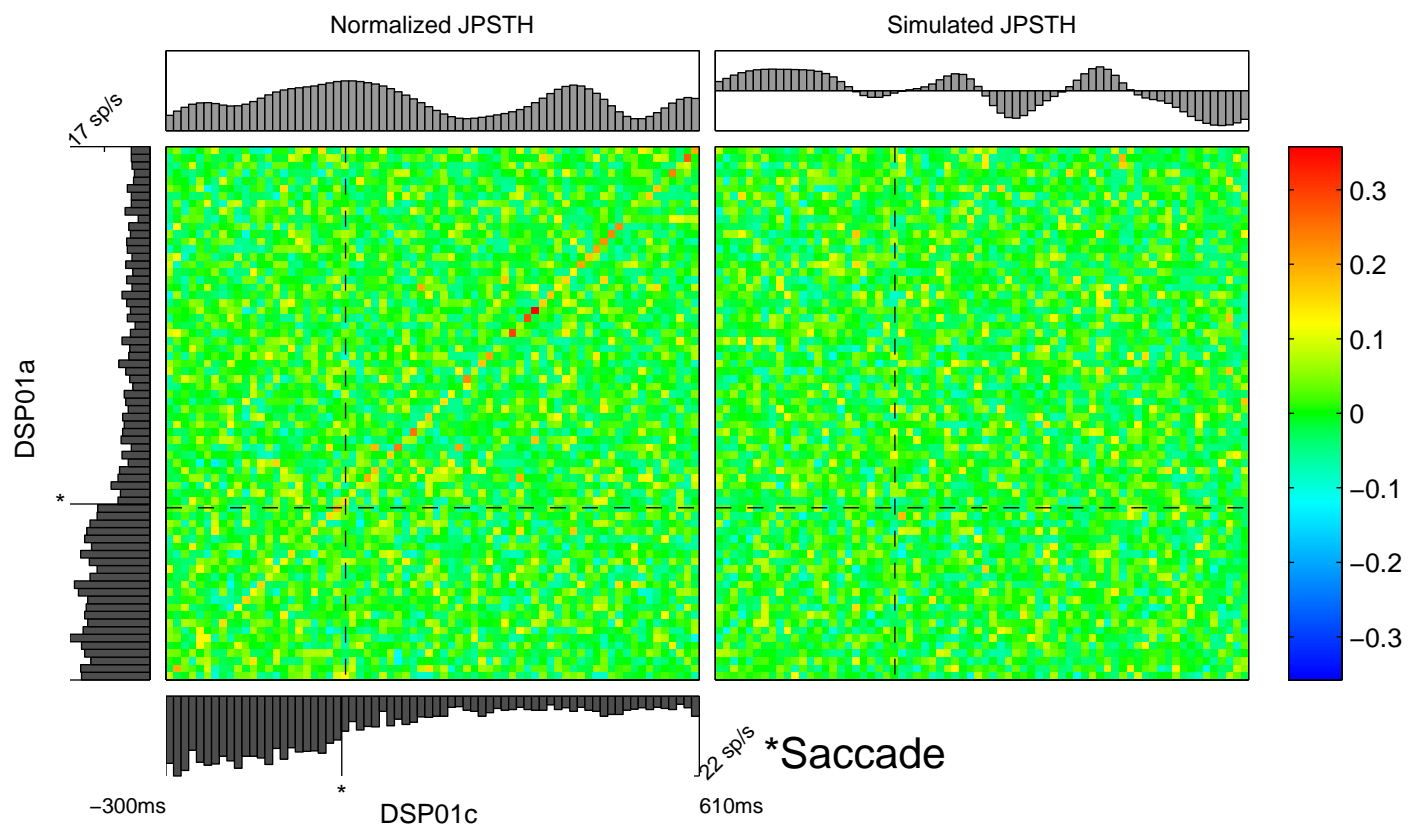 Normalized JPSTH
Simulated JPSTH
17 sp/s
DSP01a
*
0.3
0.2
0.1
0
−0.1
−0.2
−0.3
22 sp/s
*Saccade
*
−300ms
DSP01c
610ms